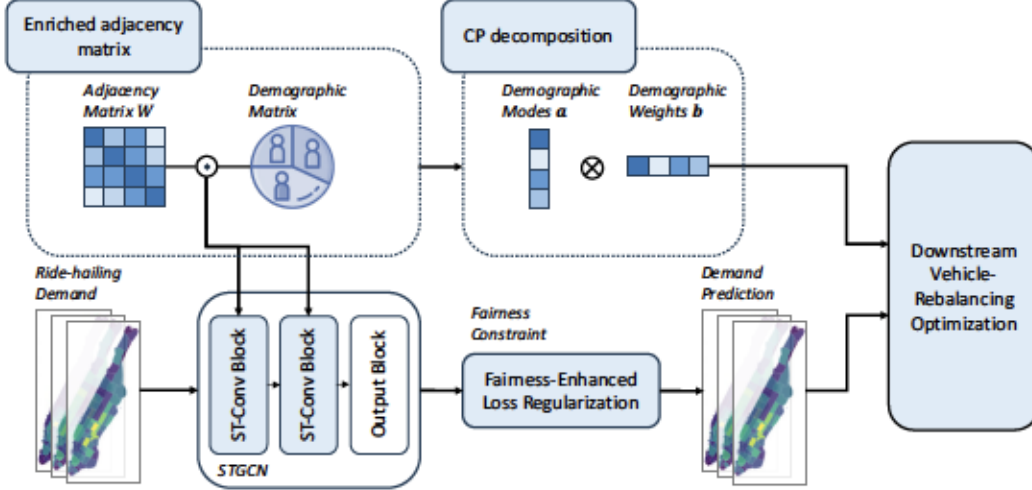 Enriched adjacency
matrix
CP decomposition
Adjacency
Matrix W
Demographic
Matrix
Demographic
Modes a
Demographic
Weights b
Downstream
Vehicle-
Rebalancing
Optimization
Ride-hailing
Demand
ST-Conv Block
ST-Conv Block
Output Block
STGCN
Fairness
Constraint
Fairness-Enhanced
Loss Regularization
Demand
Prediction